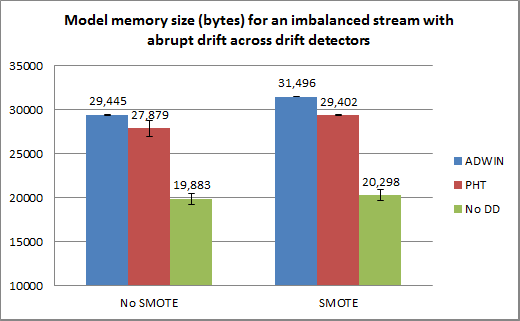 Model memory size (bytes) for an imbalanced stream with
abrupt drift across drift detectors
35000
30000
25000
20000
15000
10000
29,445
27,879
19,883
31,496
29,402
20,298
No SMOTE
SMOTE
ADWIN
PHT
No DD